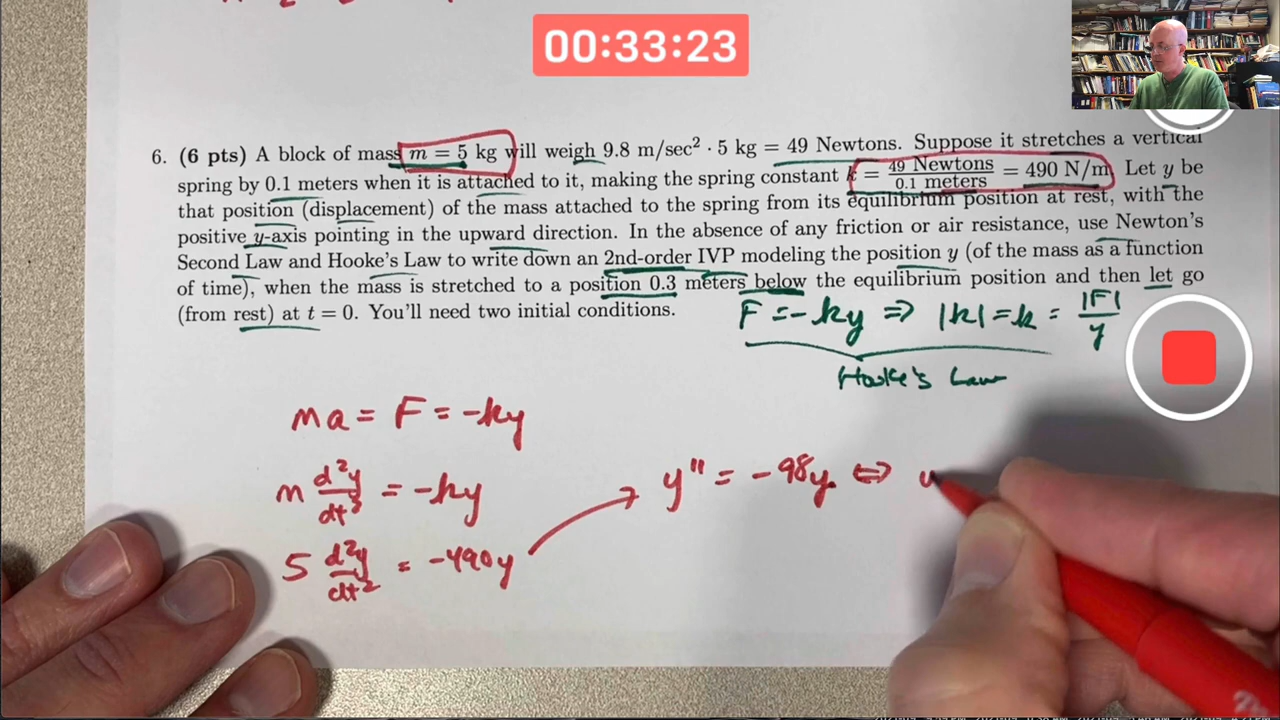 00:33:23
6. (6 pts) A block of mass m = 5 kg will weigh 9.8 m/sec² · 5 kg = 49 Newtons. Suppose it stretches a vertical
spring by 0.1 meters when it is attached to it, making the spring constant k = 49 Newtons / 0.1 meters = 490 N/m. Let y be
that position (displacement) of the mass attached to the spring from its equilibrium position at rest, with the
positive y-axis pointing in the upward direction. In the absence of any friction or air resistance, use Newton's
Second Law and Hooke's Law to write down an 2nd-order IVP modeling the position y (of the mass as a function
of time), when the mass is stretched to a position 0.3 meters below the equilibrium position and then let go
(from rest) at t = 0. You'll need two initial conditions.
F = -ky ⇒ |k| = k = |F|/y
Hooke's Law
ma = F = -ky
m d²y/dt² = -ky
y'' = -98y ⇔
5 d²y/dt² = -490y